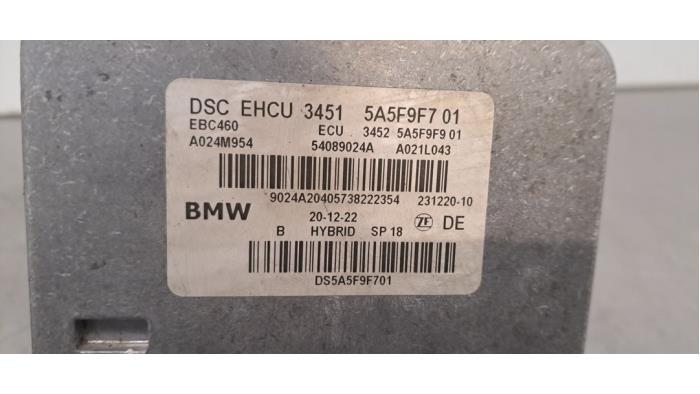 DSC EHCU 3451 5A5F9F7 01
EBC460 ECU 3452 5A5F9F9 01
A024M954 54089024A A021L043
9024A20405738222354 231220-10
BMW 20-12-22 ZF DE
B HYBRID SP 18
DS5A5F9F701